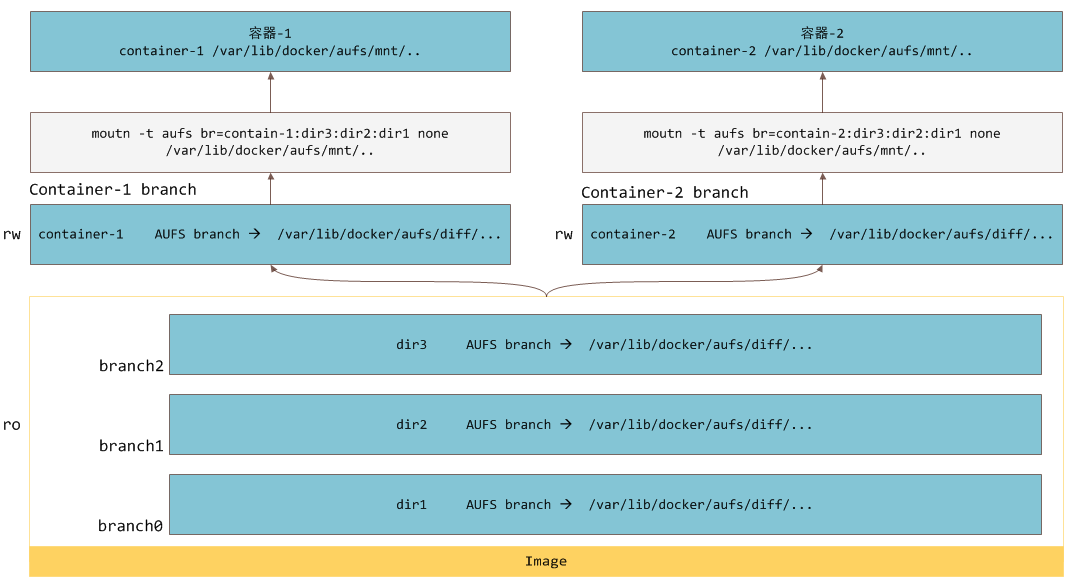 容器-1
container-1 /var/lib/docker/aufs/mnt/..
容器-2
container-2 /var/lib/docker/aufs/mnt/..
moutn -t aufs br=contain-1:dir3:dir2:dir1 none
/var/lib/docker/aufs/mnt/..
moutn -t aufs br=contain-2:dir3:dir2:dir1 none
/var/lib/docker/aufs/mnt/..
Container-1 branch
Container-2 branch
rw
container-1 AUFS branch → /var/lib/docker/aufs/diff/...
rw
container-2 AUFS branch → /var/lib/docker/aufs/diff/...
dir3 AUFS branch → /var/lib/docker/aufs/diff/...
branch2
ro
dir2 AUFS branch → /var/lib/docker/aufs/diff/...
branch1
dir1 AUFS branch → /var/lib/docker/aufs/diff/...
branch0
Image